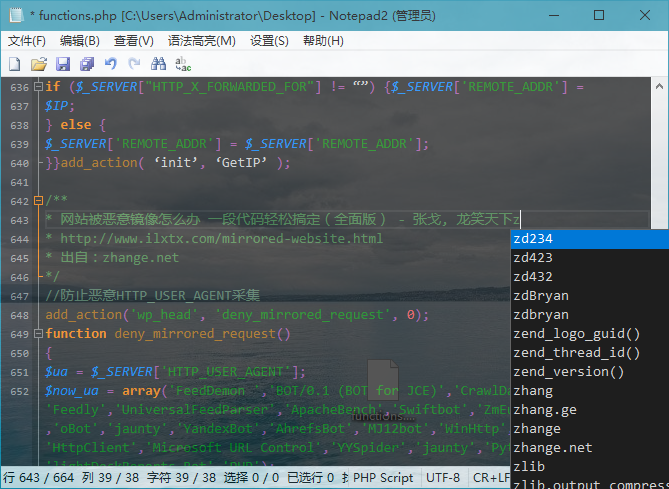 * functions.php [C:\Users\Administrator\Desktop] - Notepad2 (管理员)
文件(F) 编辑(B) 查看(V) 语法高亮(M) 设置(S) 帮助(H)
636 if ($_SERVER["HTTP_X_FORWARDED_FOR"] != “”) {$_SERVER['REMOTE_ADDR'] =
637 $IP;
638 } else {
639 $_SERVER['REMOTE_ADDR'] = $_SERVER['REMOTE_ADDR'];
640 }}add_action( ‘init’, ‘GetIP’ );
641
642 /**
643 * 网站被恶意镜像怎么办 一段代码轻松搞定（全面版） - 张戈, 龙笑天下z
644 * http://www.ilxtx.com/mirrored-website.html
645 * 出自：zhange.net
646 */
647 //防止恶意HTTP_USER_AGENT采集
648 add_action('wp_head', 'deny_mirrored_request', 0);
649 function deny_mirrored_request()
650 {
651 $ua = $_SERVER['HTTP_USER_AGENT'];
652 $now_ua = array('FeedDemon ','BOT/0.1 (BOT for JCE)','CrawlDa
'Feedly','UniversalFeedParser','ApacheBench','Swiftbot','ZmEu
,'oBot','jaunty','YandexBot','AhrefsBot','MJ12bot','WinHttp'
'HttpClient','Microsoft URL Control','YYSpider','jaunty','Py
'lightDeckReports Bot','PHP');
functions....
zd234
zd423
zd432
zdBryan
zdbryan
zend_logo_guid()
zend_thread_id()
zend_version()
zhang
zhang.ge
zhange
zhange.net
zlib
zlib.output_compress
行 643 / 664 列 39 / 38 字符 39 / 38 选择 0 / 0 已选行 0 PHP Script UTF-8 CR+LF